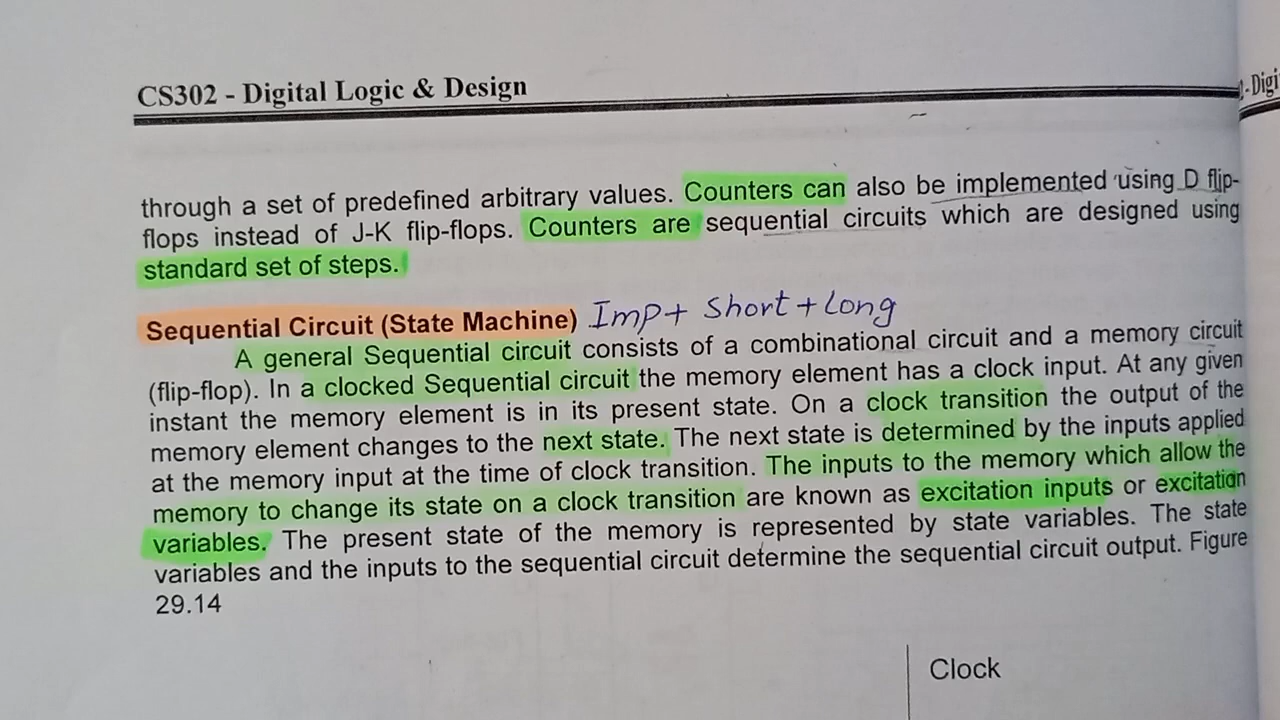 CS302 - Digital Logic & Design
-Digi
through a set of predefined arbitrary values. Counters can also be implemented using D flip-
flops instead of J-K flip-flops. Counters are sequential circuits which are designed using
standard set of steps.
Sequential Circuit (State Machine) Imp+ Short+Long
A general Sequential circuit consists of a combinational circuit and a memory circuit
(flip-flop). In a clocked Sequential circuit the memory element has a clock input. At any given
instant the memory element is in its present state. On a clock transition the output of the
memory element changes to the next state. The next state is determined by the inputs applied
at the memory input at the time of clock transition. The inputs to the memory which allow the
memory to change its state on a clock transition are known as excitation inputs or excitation
variables. The present state of the memory is represented by state variables. The state
variables and the inputs to the sequential circuit determine the sequential circuit output. Figure
29.14
Clock